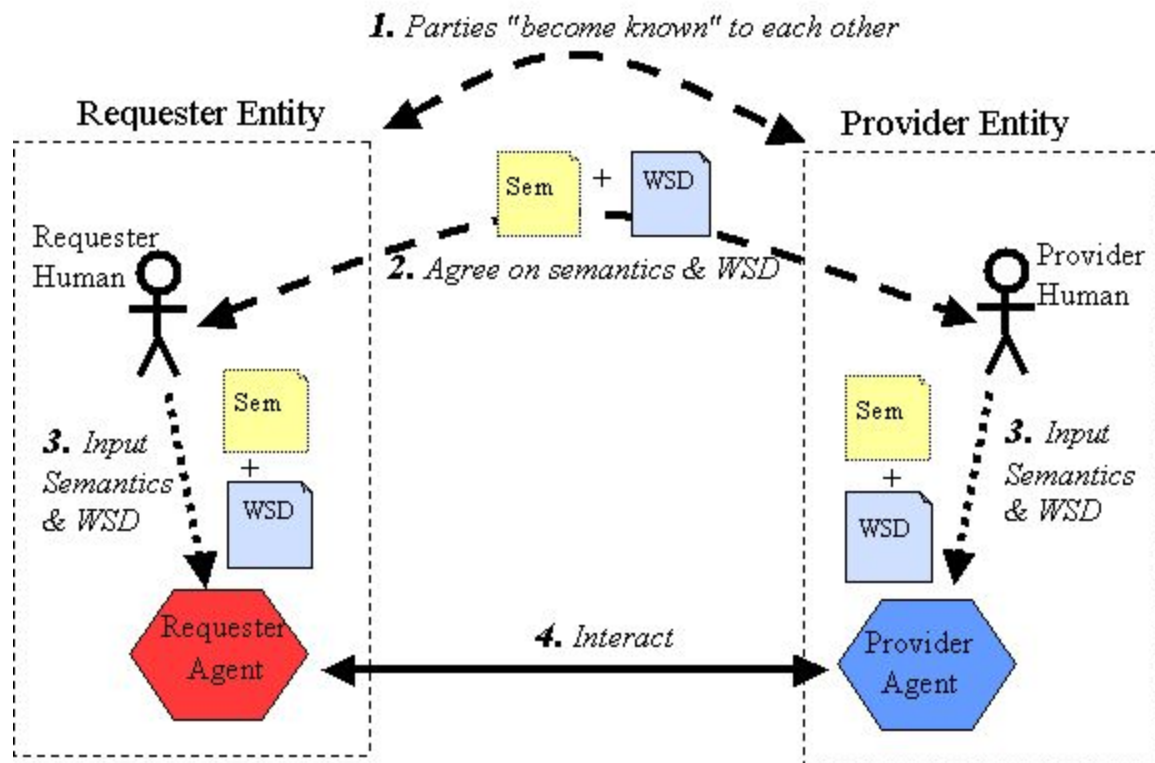 1. Parties "become known" to each other
Requester Entity
Provider Entity
Sem
+
WSD
Requester
Human
Provider
Human
2. Agree on semantics & WSD
Sem
+
WSD
3. Input
Semantics
& WSD
Sem
+
WSD
3. Input
Semantics
& WSD
Requester
Agent
4. Interact
Provider
Agent